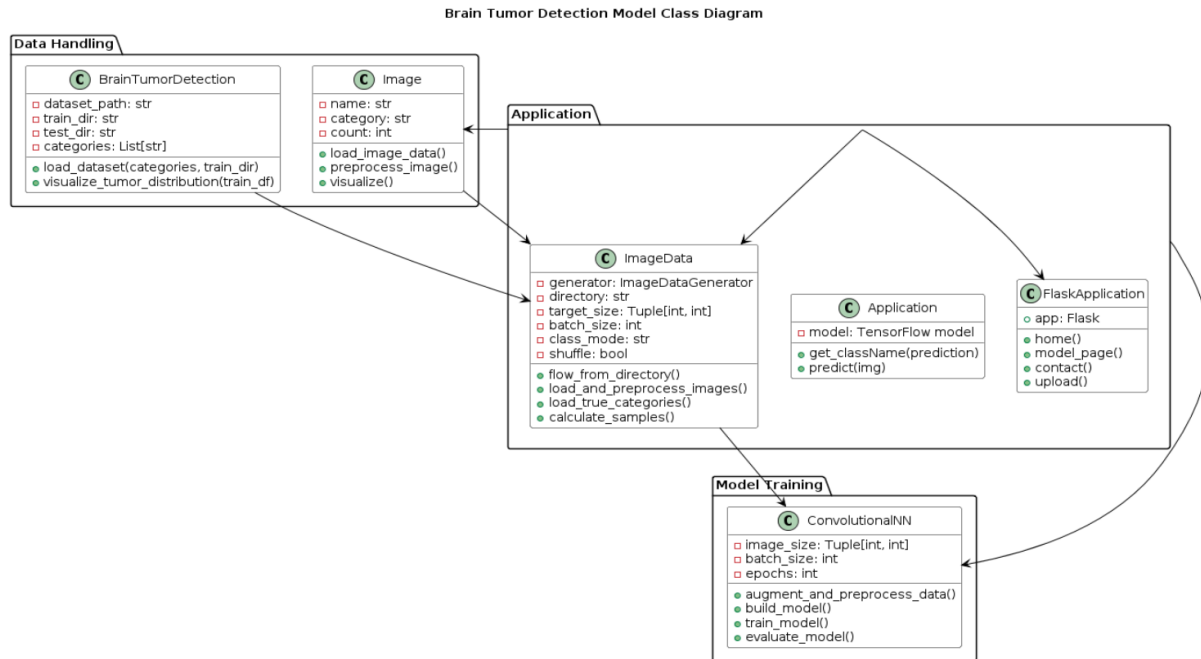 Brain Tumor Detection Model Class Diagram
Data Handling
C BrainTumorDetection
dataset_path: str
train_dir: str
test_dir: str
categories: List[str]
load_dataset(categories, train_dir)
visualize_tumor_distribution(train_df)
C Image
name: str
category: str
count: int
load_image_data()
preprocess_image()
visualize()
Application
C ImageData
generator: ImageDataGenerator
directory: str
target_size: Tuple[int, int]
batch_size: int
class_mode: str
shuffle: bool
flow_from_directory()
load_and_preprocess_images()
load_true_categories()
calculate_samples()
C Application
model: TensorFlow model
get_className(prediction)
predict(img)
C FlaskApplication
app: Flask
home()
model_page()
contact()
upload()
Model Training
C ConvolutionalNN
image_size: Tuple[int, int]
batch_size: int
epochs: int
augment_and_preprocess_data()
build_model()
train_model()
evaluate_model()